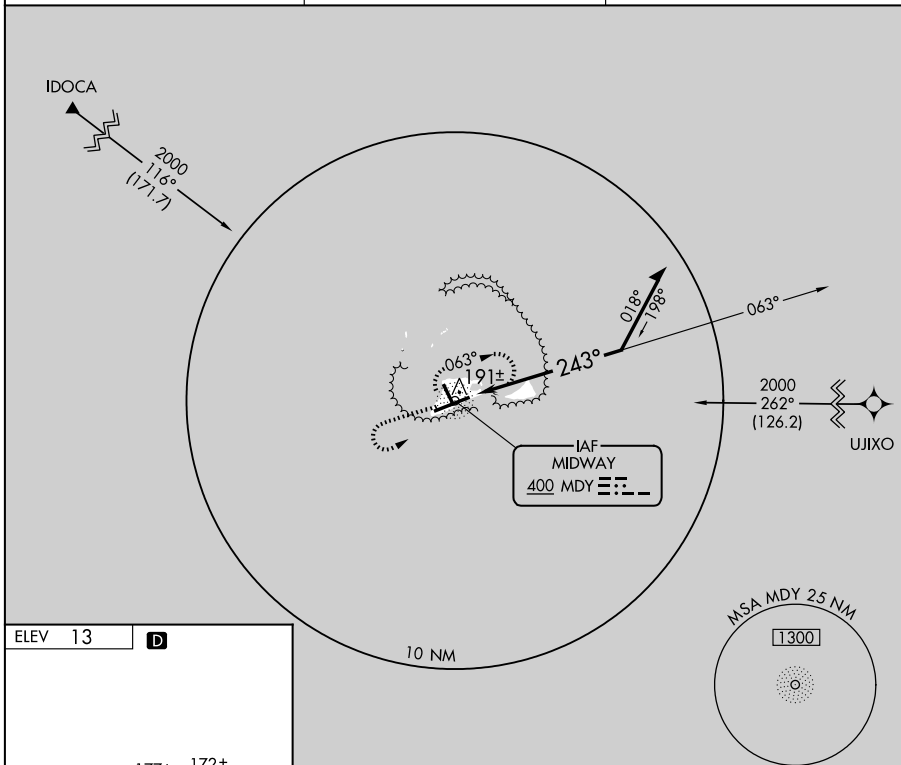 IDOCA
2000
116°
(171.7)
018°
198°
063°
063°
191±
243°
2000
262°
(126.2)
UJIXO
IAF
MIDWAY
400 MDY
MSA MDY 25 NM
1300
10 NM
ELEV 13
D
172±